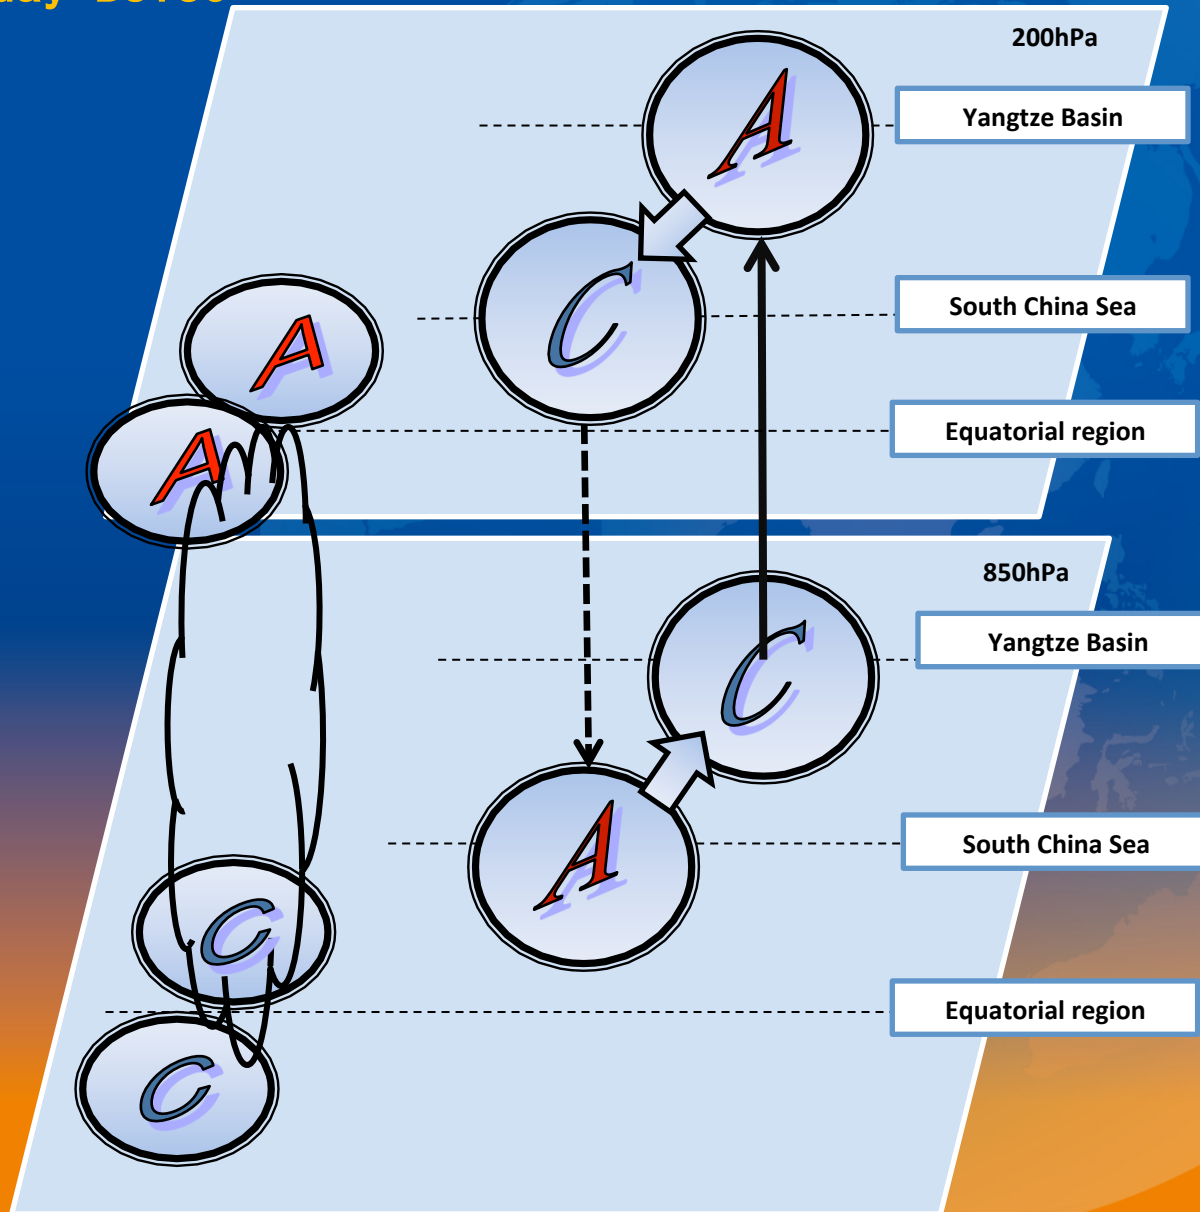 200hPa
Yangtze Basin
A
South China Sea
C
A
Equatorial region
A
850hPa
Yangtze Basin
C
South China Sea
A
C
Equatorial region
C